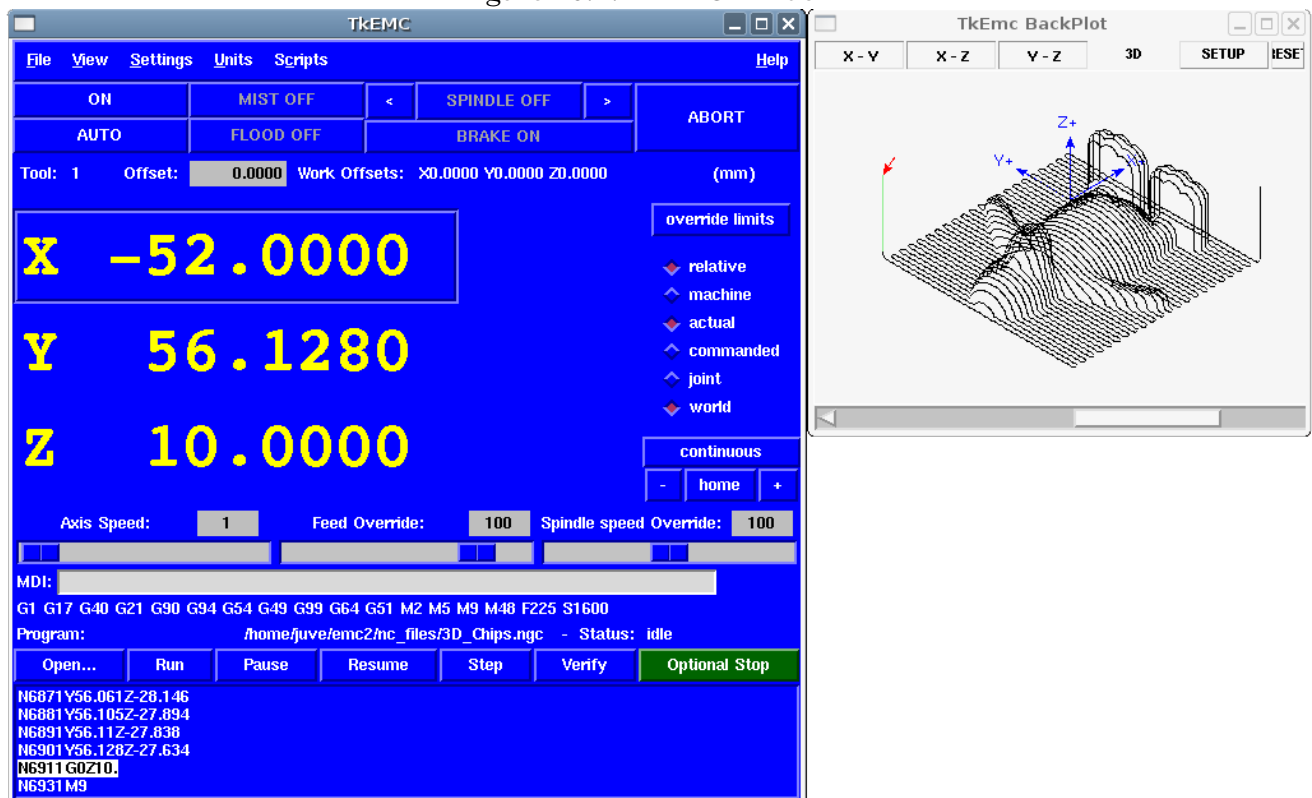 TkEMC
File View Settings Units Scripts Help
ON MIST OFF < SPINDLE OFF > ABORT
AUTO FLOOD OFF BRAKE ON
Tool: 1 Offset: 0.0000 Work Offsets: X0.0000 Y0.0000 Z0.0000 (mm)
override limits
X -52.0000
relative
machine
Y 56.1280
actual
commanded
joint
world
Z 10.0000
continuous
- home +
Axis Speed: 1 Feed Override: 100 Spindle speed Override: 100
MDI:
G1 G17 G40 G21 G90 G94 G54 G49 G99 G64 G51 M2 M5 M9 M48 F225 S1600
Program: /home/juve/emc2/nc_files/3D_Chips.ngc - Status: idle
Open... Run Pause Resume Step Verify Optional Stop
N6871Y56.061Z-28.146
N6881Y56.105Z-27.894
N6891Y56.11Z-27.838
N6901Y56.128Z-27.634
N6911G0Z10.
N6931M9
TkEmc BackPlot
X - Y X - Z Y - Z 3D SETUP
Z+
Y+ X+